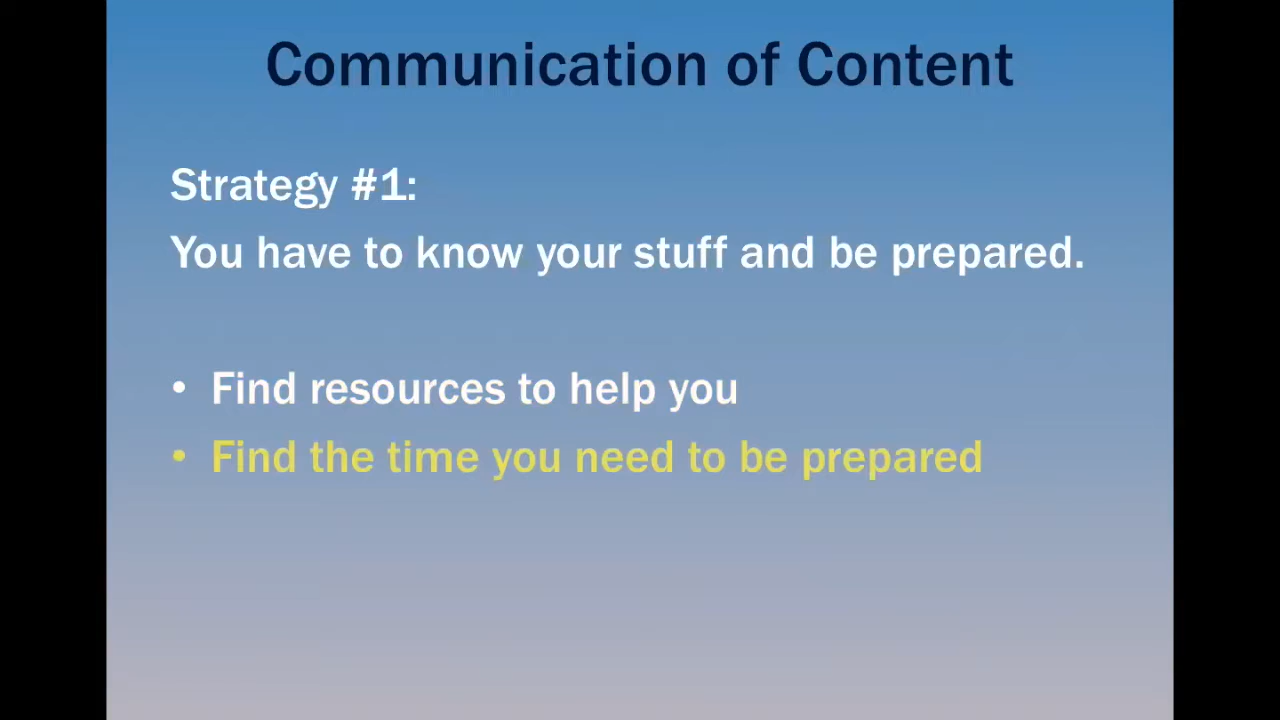 Communication of Content
Strategy #1:
You have to know your stuff and be prepared.
• Find resources to help you
• Find the time you need to be prepared